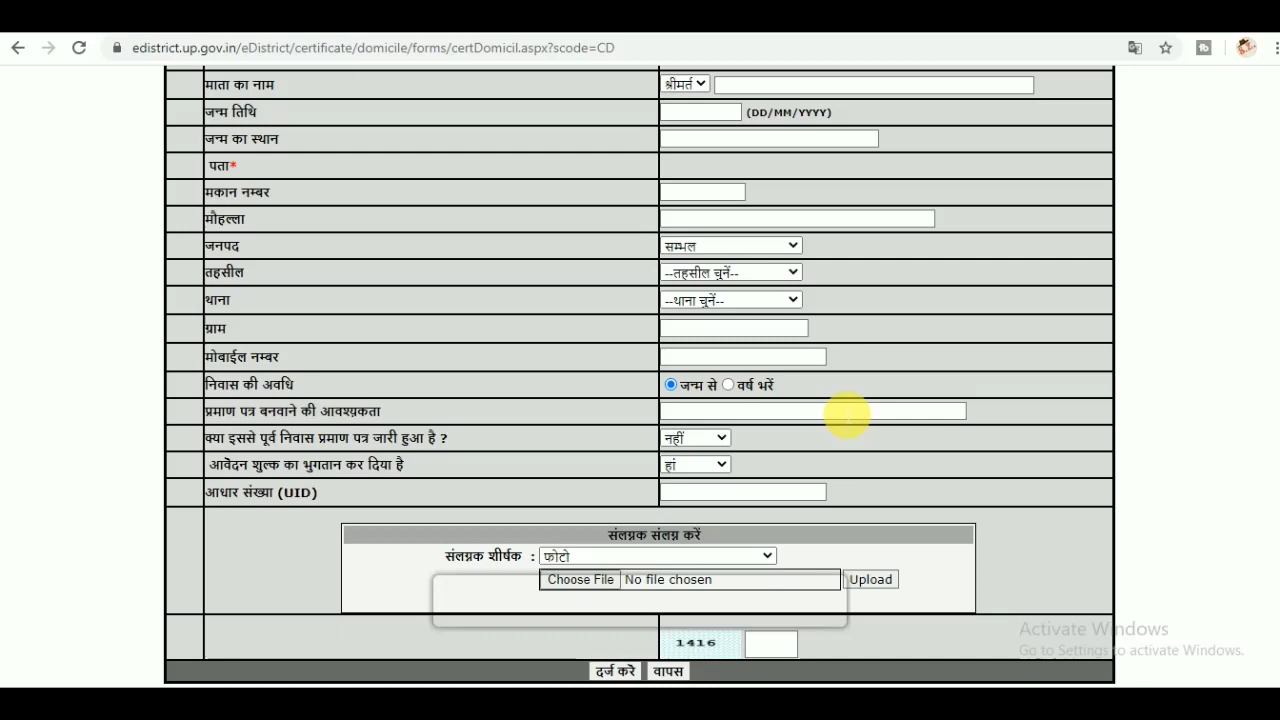 edistrict.up.gov.in/eDistrict/certificate/domicile/forms/certDomicil.aspx?scode=CD
माता का नाम श्रीमत
जन्म तिथि (DD/MM/YYYY)
जन्म का स्थान
पता*
मकान नम्बर
मौहल्ला
जनपद सम्भल
तहसील --तहसील चुनें--
थाना --थाना चुनें--
ग्राम
मोबाईल नम्बर
निवास की अवधि जन्म से वर्ष भरें
प्रमाण पत्र बनवाने की आवश्य़कता
क्या इससे पूर्व निवास प्रमाण पत्र जारी हुआ है ? नहीं
आवेदन शुल्क का भुगतान कर दिया है हां
आधार संख्या (UID)
संलग्नक संलग्न करें
संलग्नक शीर्षक : फोटो
Choose File No file chosen Upload
1416
दर्ज करें वापस
Activate Windows
Go to Settings to activate Windows.